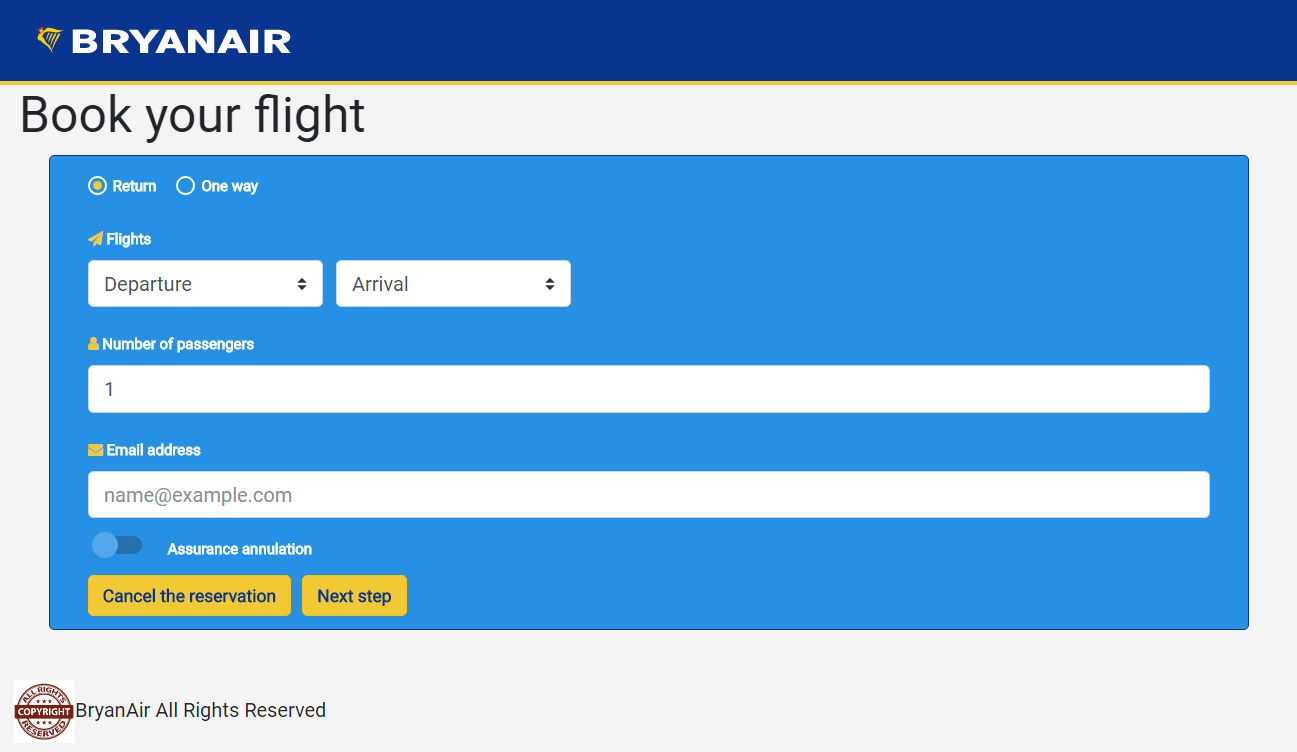 BRYANAIR
Book your flight
Return One way
Flights
Departure Arrival
Number of passengers
1
Email address
name@example.com
Assurance annulation
Cancel the reservation Next step
ALL RIGHTS
COPYRIGHT
RESERVED
BryanAir All Rights Reserved